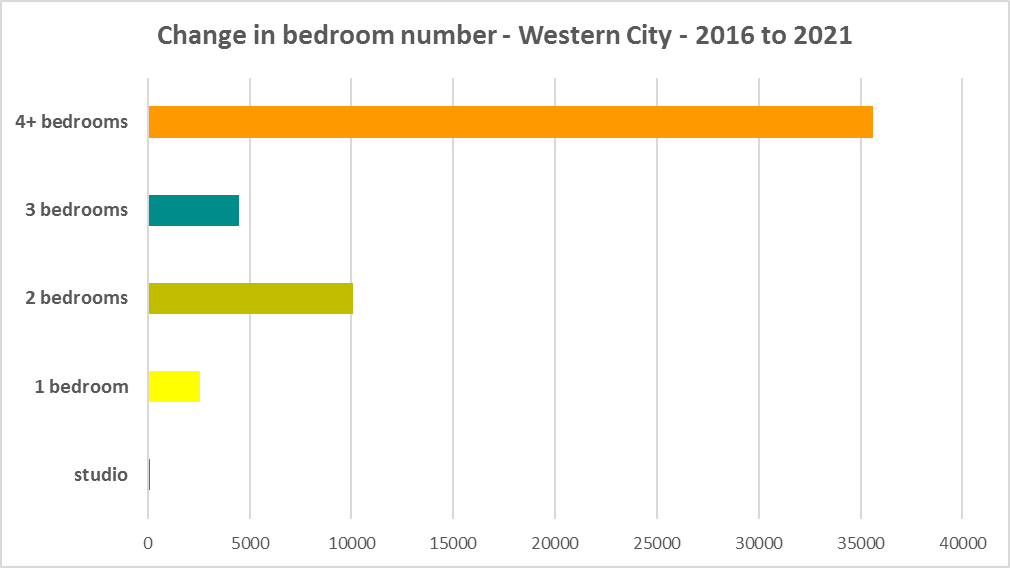 Change in bedroom number - Western City - 2016 to 2021
4+ bedrooms
3 bedrooms
2 bedrooms
1 bedroom
studio
0 5000 10000 15000 20000 25000 30000 35000 40000